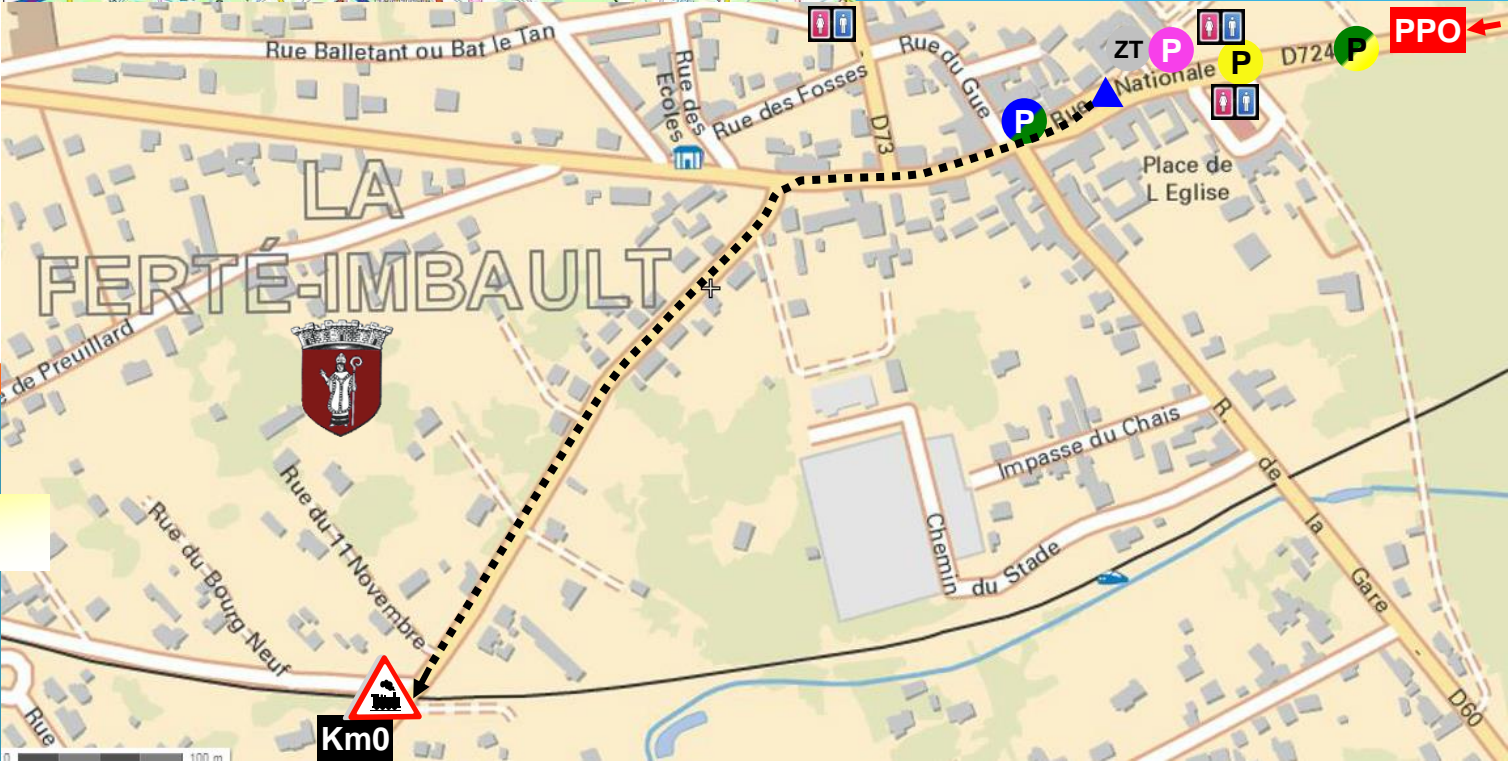 Rue Balletant ou Bat le Tan
Rue des Ecoles
Rue des Fosses
Rue du Gue
D73
ZT
P
P
D724
P
PPO
P
Rue Nationale
Place de
L Eglise
LA
FERTÉ-IMBAULT
de Preuillard
Impasse du Chais
R. de la Gare
Chemin du Stade
Rue du 11 Novembre
Rue du Bourg Neuf
Rue
D60
Km0
0 100 m